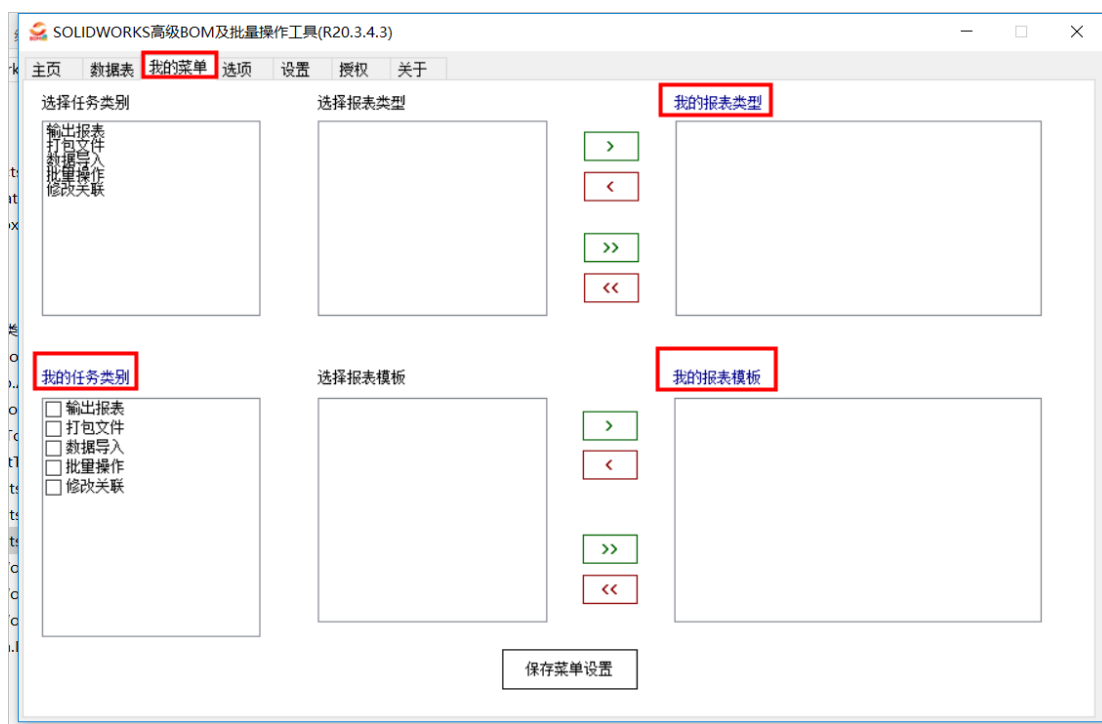 SOLIDWORKS高级BOM及批量操作工具(R20.3.4.3)
主页 数据表 我的菜单 选项 设置 授权 关于
选择任务类别 选择报表类型 我的报表类型
输出报表
打包文件
数据导入
批量操作
修改关联
>
<
>>
<<
我的任务类别 选择报表模板 我的报表模板
输出报表
打包文件
数据导入
批量操作
修改关联
>
<
>>
<<
保存菜单设置